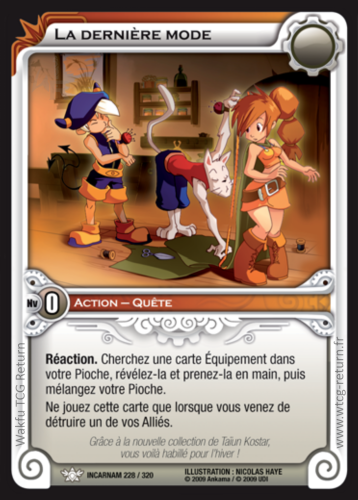 La dernière mode
Nv 0
Action – Quête
Réaction. Cherchez une carte Équipement dans
votre Pioche, révélez-la et prenez-la en main, puis
mélangez votre Pioche.
Ne jouez cette carte que lorsque vous venez de
détruire un de vos Alliés.
Grâce à la nouvelle collection de Taïun Kostar,
vous voilà habillé pour l'hiver !
INCARNAM 228 / 320
ILLUSTRATION : NICOLAS HAYE
© 2009 Ankama / © 2009 UDI
Wakfu TCG Return
www.wtcg-return.fr